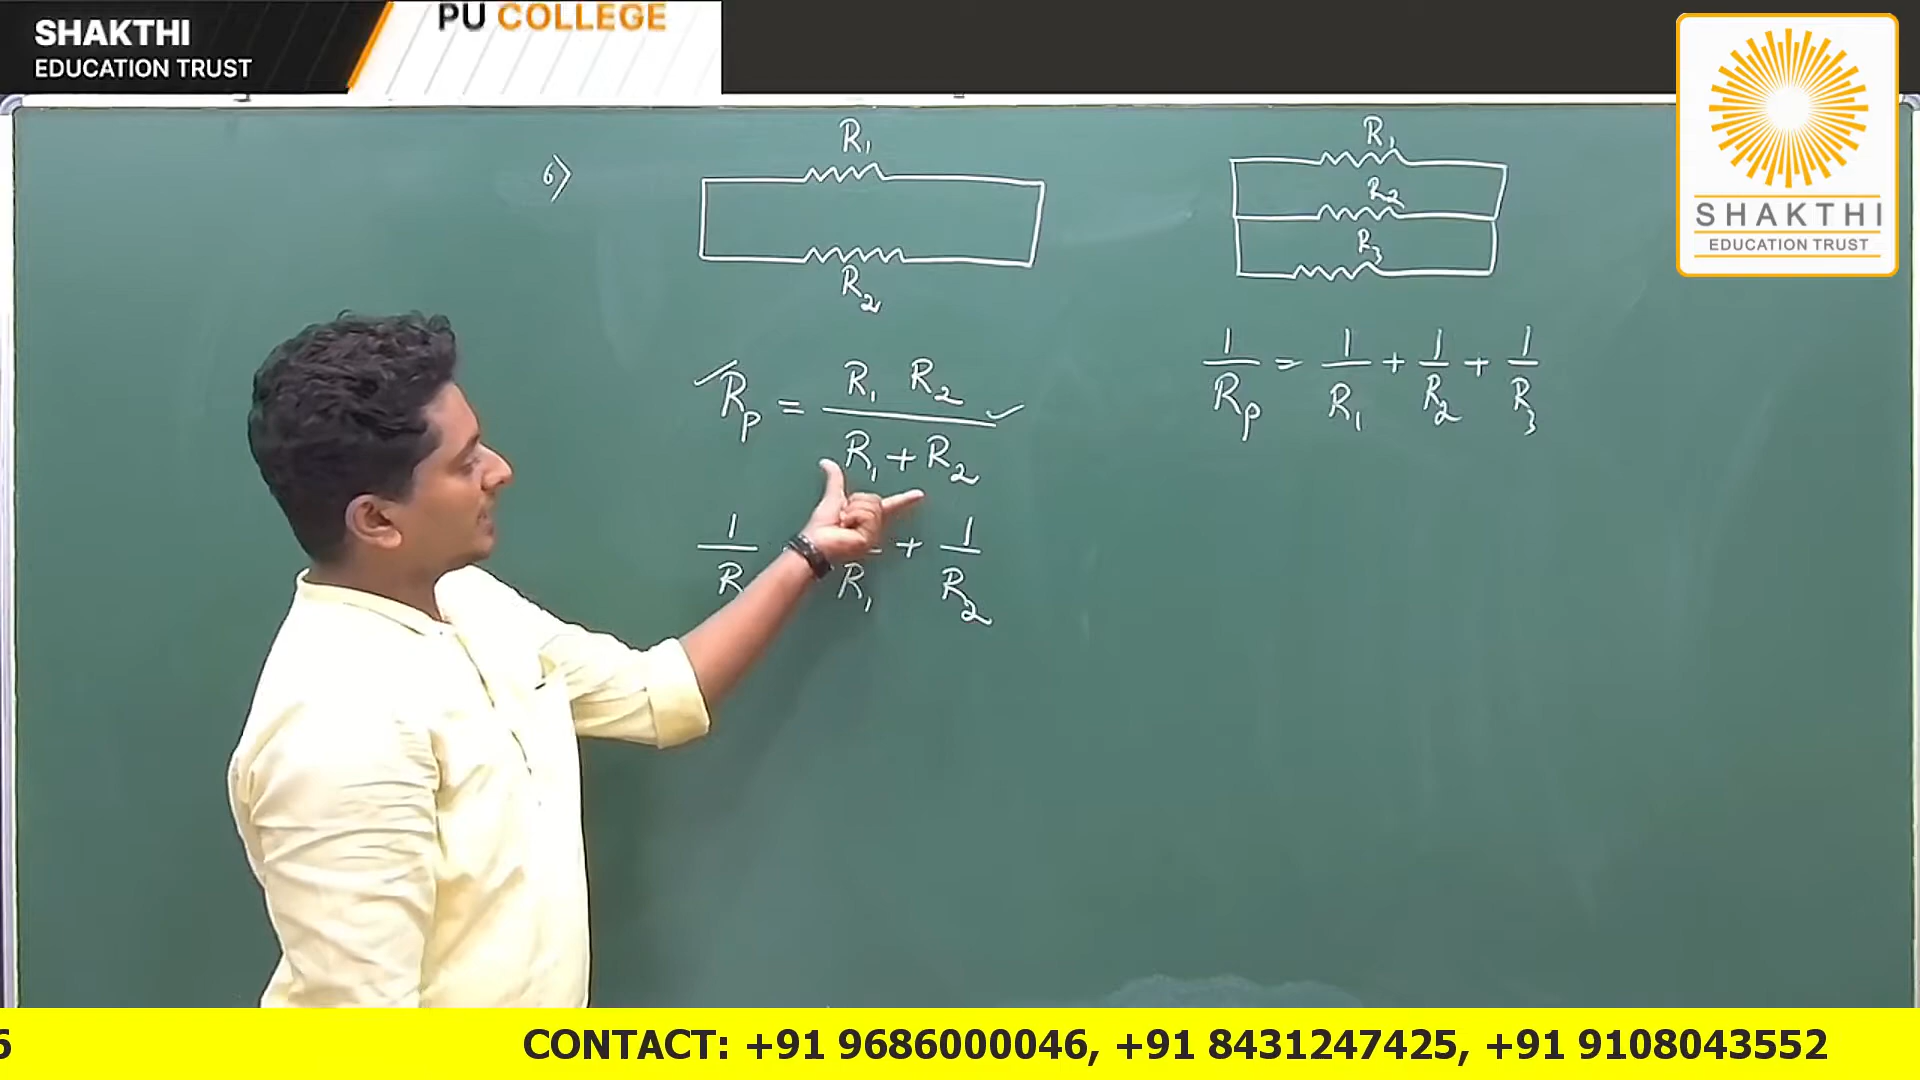 SHAKTHI
EDUCATION TRUST
PU COLLEGE
SHAKTHI
EDUCATION TRUST
6)
R₁
R₂
R₁
R₂
R₃
Rp = R₁ R₂ / R₁ + R₂
1/Rp = 1/R₁ + 1/R₂ + 1/R₃
1/R R₁ + 1/R₂
6
CONTACT: +91 9686000046, +91 8431247425, +91 9108043552